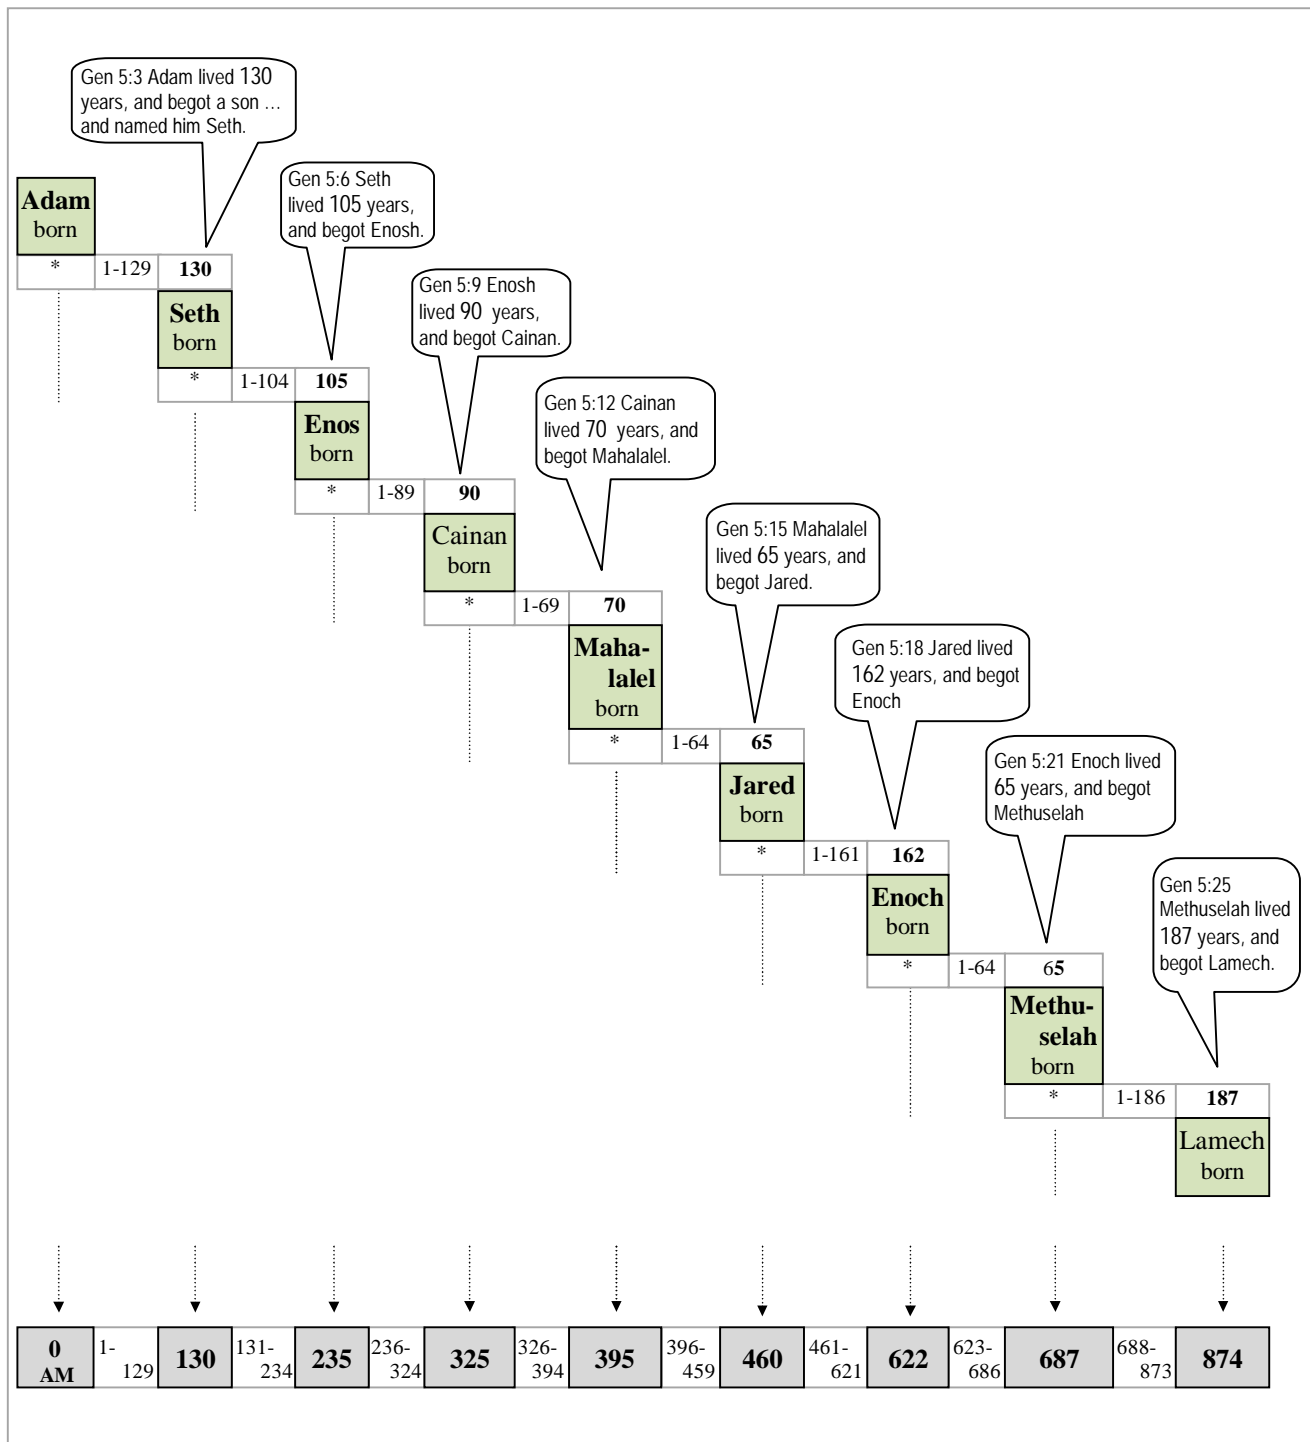 Gen 5:3 Adam lived 130
years, and begot a son …
and named him Seth.
Adam
born
Gen 5:6 Seth
lived 105 years,
and begot Enosh.
* 1-129 130
Seth
born
Gen 5:9 Enosh
lived 90 years,
and begot Cainan.
* 1-104 105
Enos
born
Gen 5:12 Cainan
lived 70 years, and
begot Mahalalel.
* 1-89 90
Cainan
born
Gen 5:15 Mahalalel
lived 65 years, and
begot Jared.
* 1-69 70
Maha-
lalel
born
Gen 5:18 Jared lived
162 years, and begot
Enoch
* 1-64 65
Jared
born
Gen 5:21 Enoch lived
65 years, and begot
Methuselah
* 1-161 162
Enoch
born
Gen 5:25
Methuselah lived
187 years, and
begot Lamech.
* 1-64 65
Methu-
selah
born
* 1-186 187
Lamech
born
0
AM
1-
129
130
131-
234
235
236-
324
325
326-
394
395
396-
459
460
461-
621
622
623-
686
687
688-
873
874